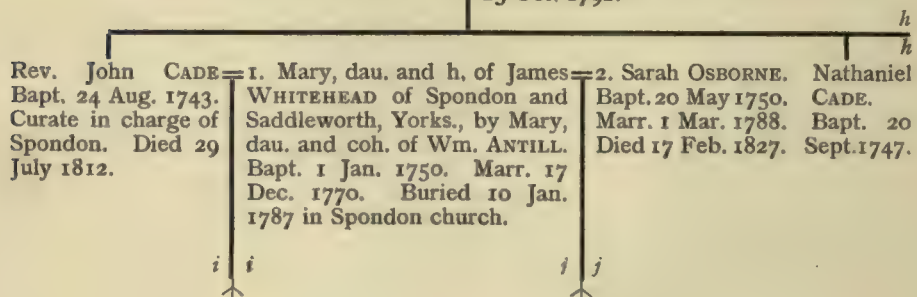 h
h
Rev. John CADE=
Bapt. 24 Aug. 1743.
Curate in charge of
Spondon. Died 29
July 1812.
1. Mary, dau. and h. of James=
WHITEHEAD of Spondon and
Saddleworth, Yorks., by Mary,
dau. and coh. of Wm. ANTILL.
Bapt. 1 Jan. 1750. Marr. 17
Dec. 1770. Buried 10 Jan.
1787 in Spondon church.
2. Sarah OSBORNE.
Bapt. 20 May 1750.
Marr. 1 Mar. 1788.
Died 17 Feb. 1827.
Nathaniel
CADE.
Bapt. 20
Sept. 1747.
i i
j j